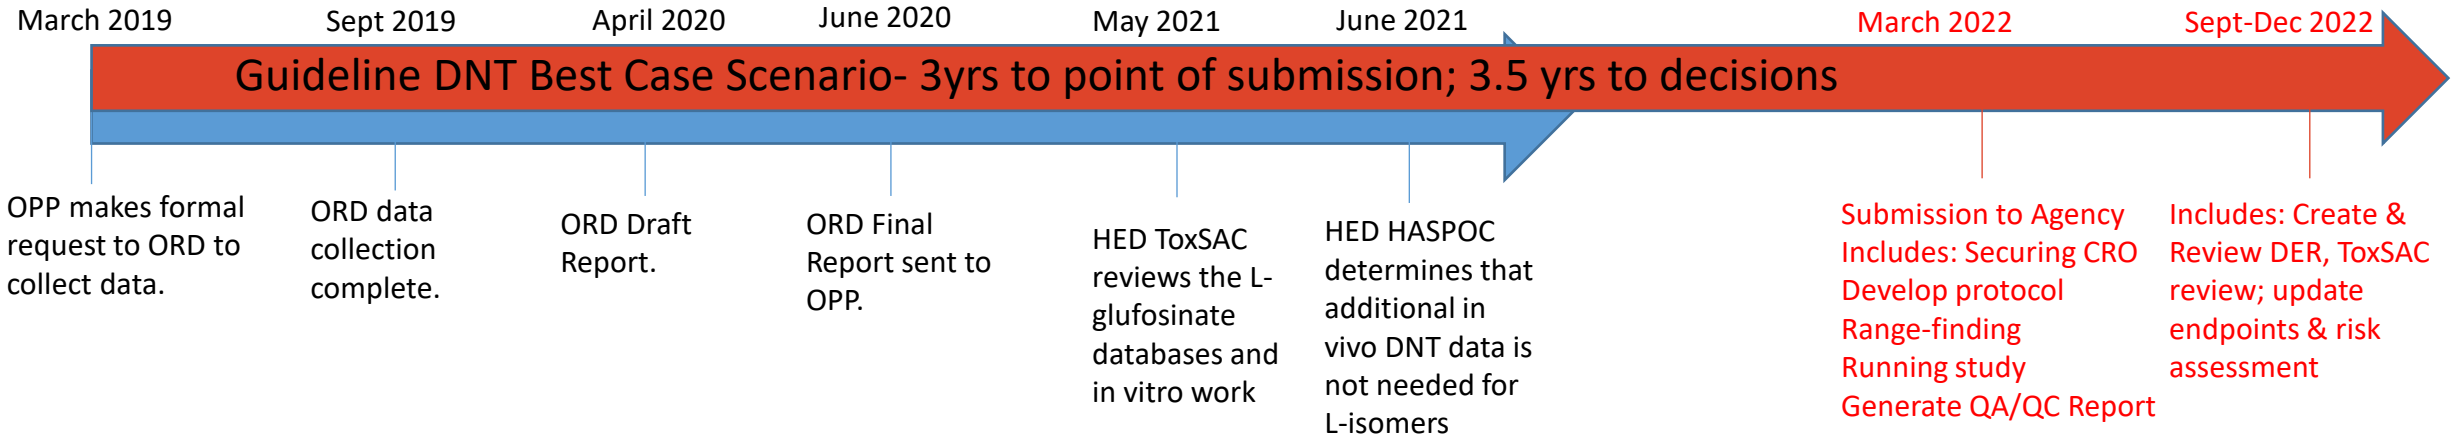 March 2019
Sept 2019
April 2020
June 2020
May 2021
June 2021
March 2022
Sept-Dec 2022
Guideline DNT Best Case Scenario- 3yrs to point of submission; 3.5 yrs to decisions
OPP makes formal
request to ORD to
collect data.
ORD data
collection
complete.
ORD Draft
Report.
ORD Final
Report sent to
OPP.
HED ToxSAC
reviews the L-
glufosinate
databases and
in vitro work
HED HASPOC
determines that
additional in
vivo DNT data is
not needed for
L-isomers
Submission to Agency
Includes: Securing CRO
Develop protocol
Range-finding
Running study
Generate QA/QC Report
Includes: Create &
Review DER, ToxSAC
review; update
endpoints & risk
assessment